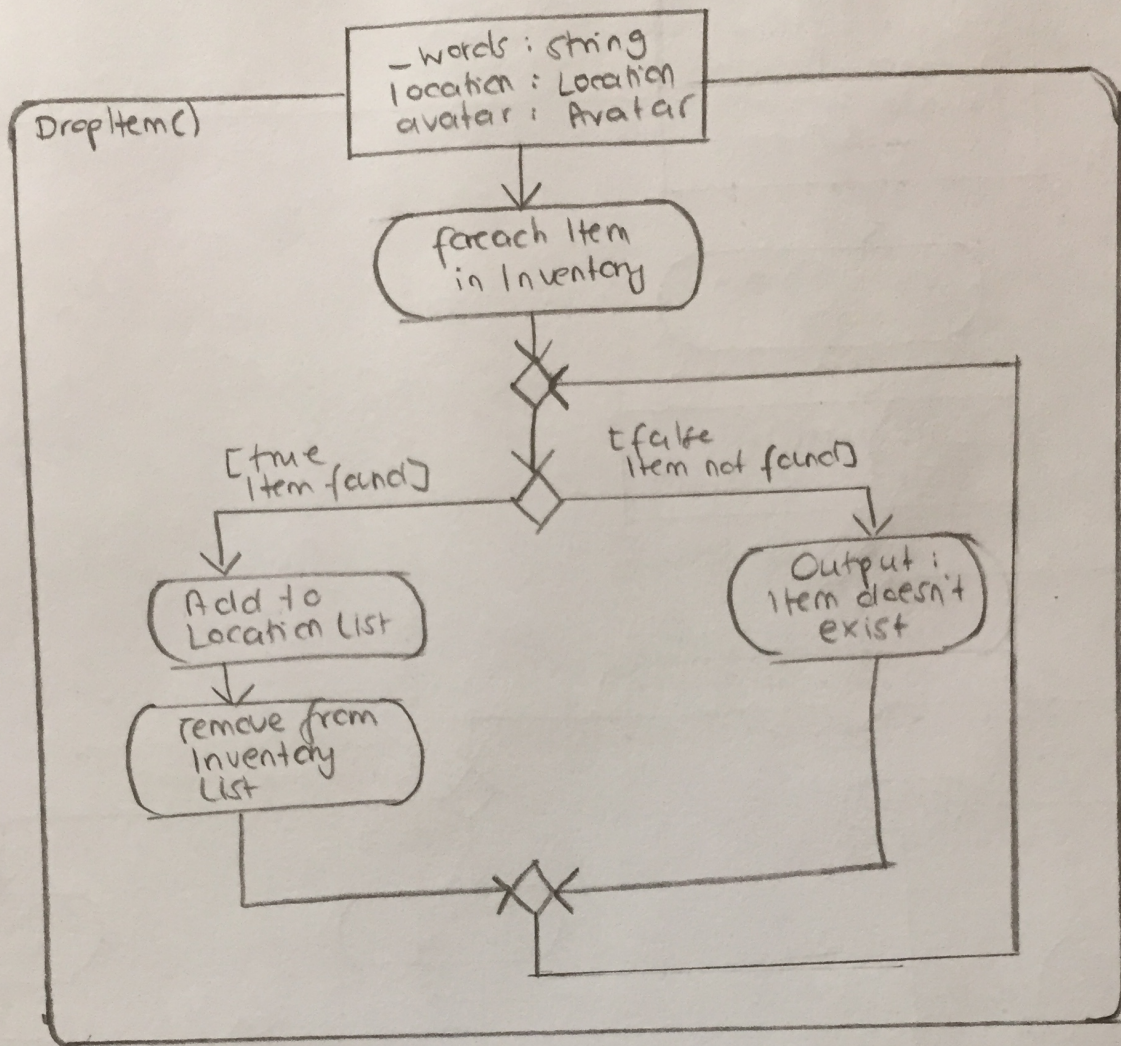 _words : string
location : Location
avatar : Avatar
DropItem()
foreach Item
in Inventory
[true
Item found]
[false
Item not found]
Add to
Location List
Output :
Item doesn't
exist
remove from
Inventory
List